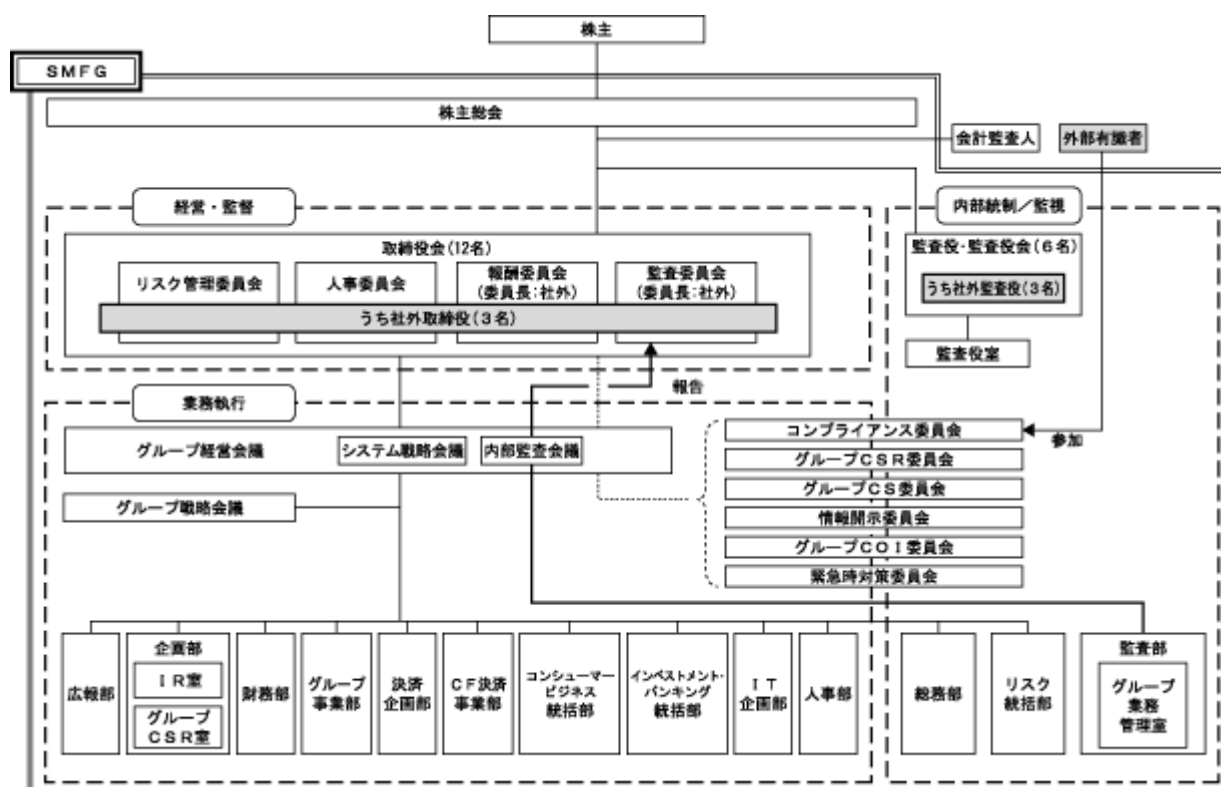 株主
SMFG
株主総会
会計監査人
外部有識者
経営・監督
内部統制/監視
取締役会(12名)
リスク管理委員会
人事委員会
報酬委員会
(委員長:社外)
監査委員会
(委員長:社外)
うち社外取締役(3名)
監査役・監査役会(6名)
うち社外監査役(3名)
監査役室
報告
業務執行
グループ経営会議
システム戦略会議
内部監査会議
グループ戦略会議
コンプライアンス委員会
参加
グループCSR委員会
グループCS委員会
情報開示委員会
グループCOI委員会
緊急時対策委員会
広報部
企画部
IR室
グループ
CSR室
財務部
グループ
事業部
決済
企画部
CF決済
事業部
コンシューマー
ビジネス
統括部
インベストメント・
バンキング
統括部
IT
企画部
人事部
総務部
リスク
統括部
監査部
グループ
業務
管理室